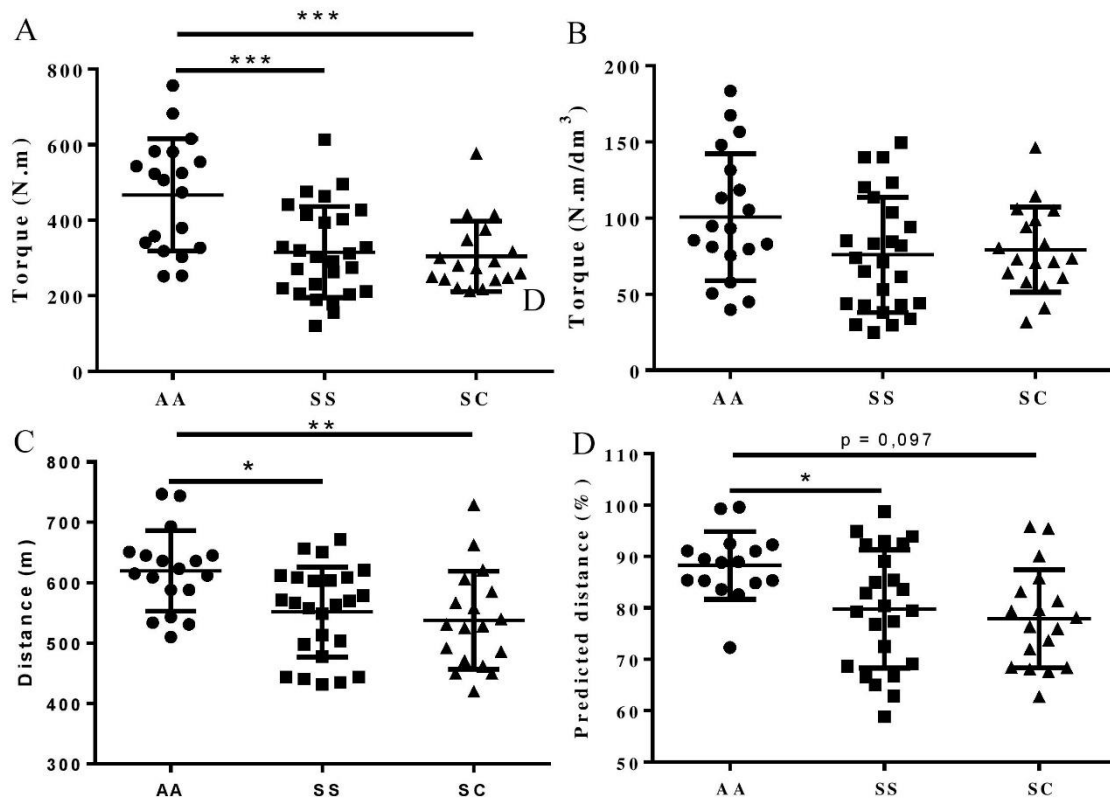 A
***
***
Torque (N.m)
800
600
400
200
0
AA SS SC
D
B
Torque (N.m/dm³)
200
150
100
50
0
AA SS SC
C
**
*
Distance (m)
800
700
600
500
400
300
AA SS SC
D
p = 0,097
*
Predicted distance (%)
110
100
90
80
70
60
50
AA SS SC